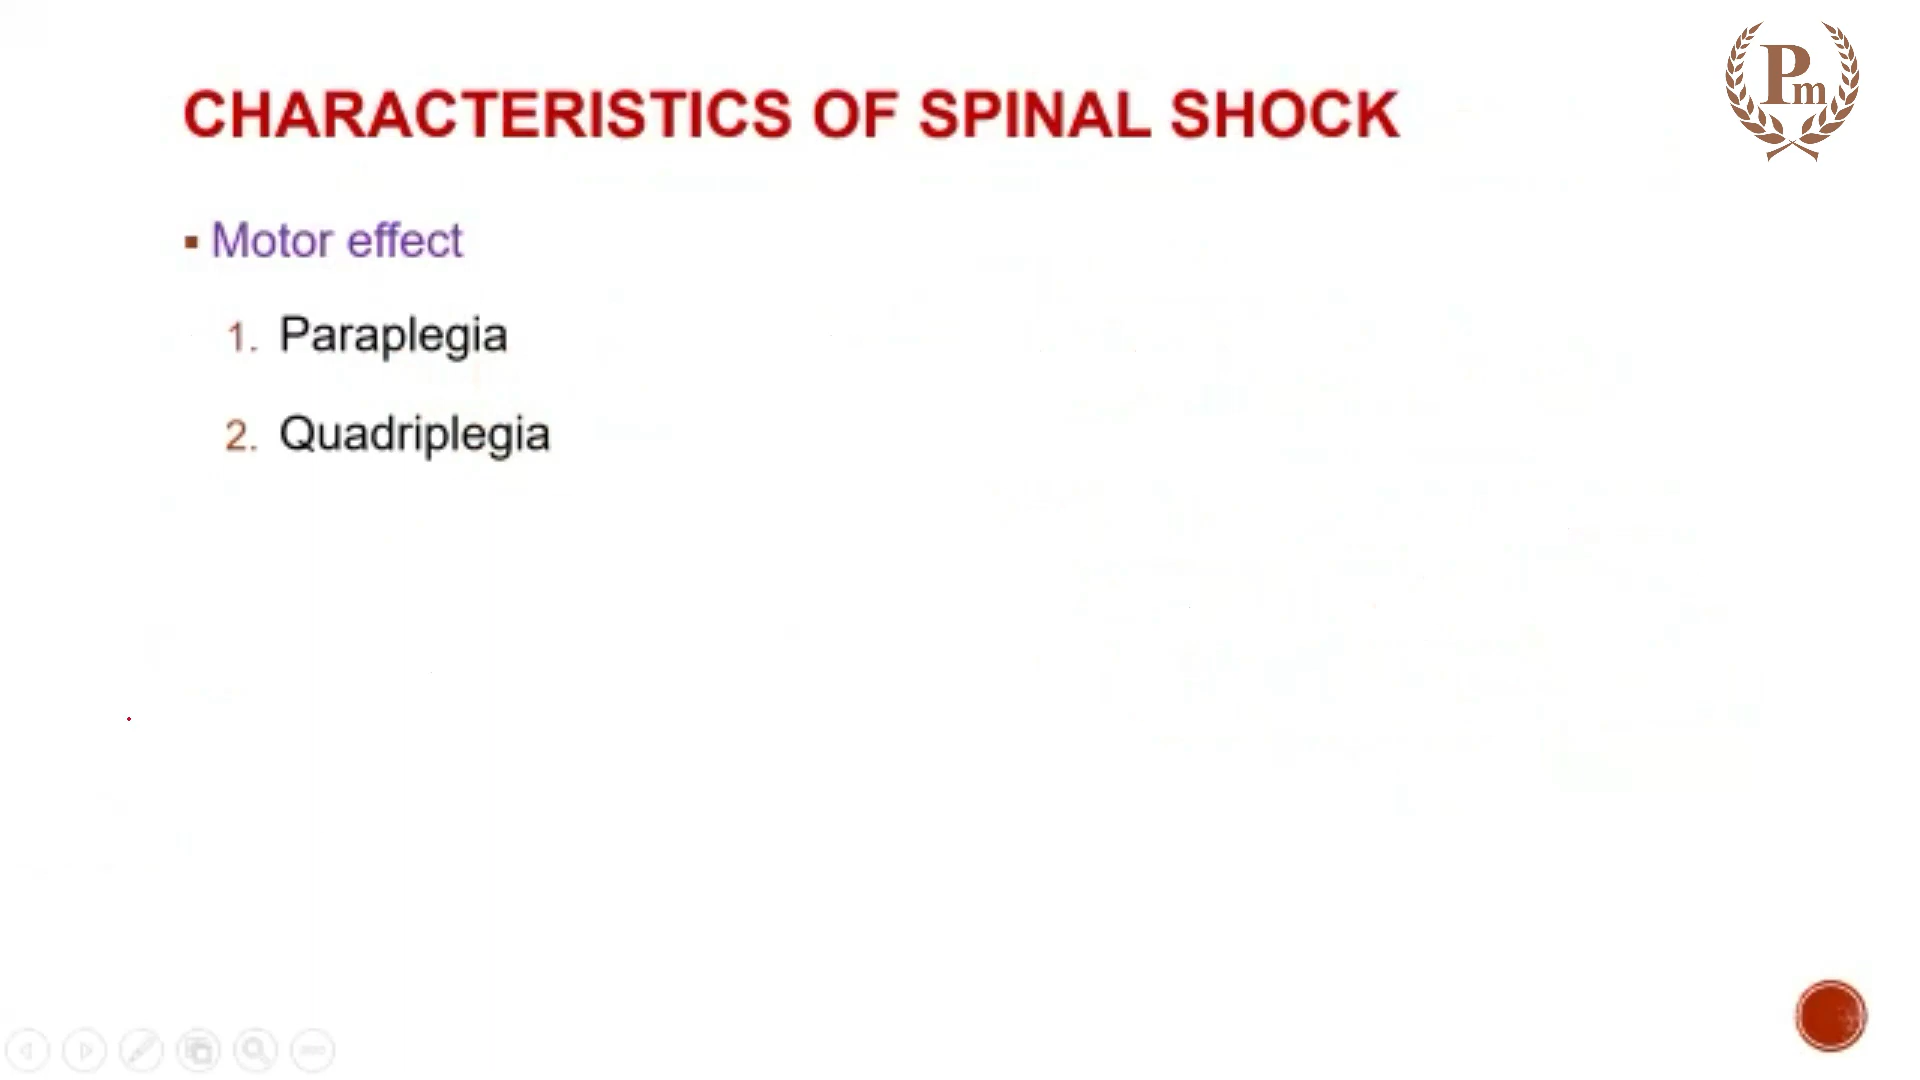 Pm
CHARACTERISTICS OF SPINAL SHOCK
▪ Motor effect
1. Paraplegia
2. Quadriplegia